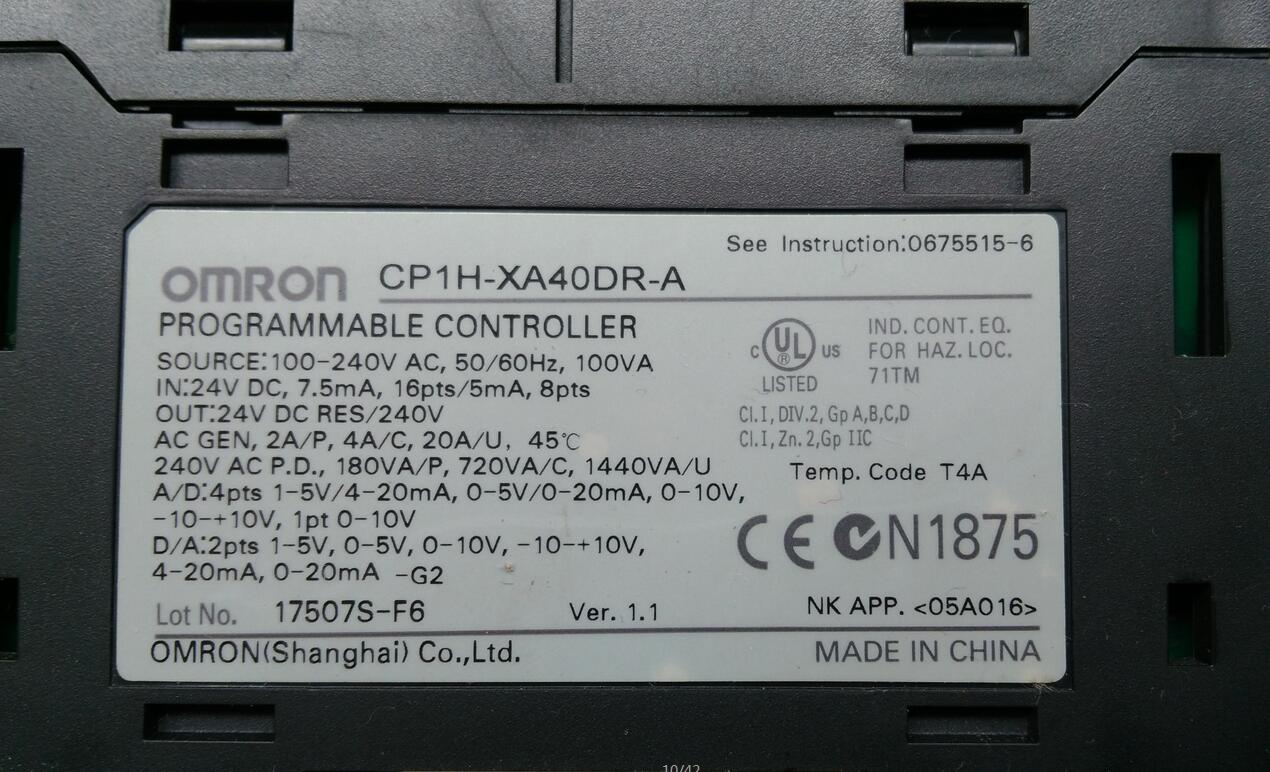 See Instruction:0675515-6
OMRON CP1H-XA40DR-A
PROGRAMMABLE CONTROLLER
SOURCE:100-240V AC, 50/60Hz, 100VA
IN:24V DC, 7.5mA, 16pts/5mA, 8pts
OUT:24V DC RES/240V
AC GEN, 2A/P, 4A/C, 20A/U, 45℃
240V AC P.D., 180VA/P, 720VA/C, 1440VA/U
A/D:4pts 1-5V/4-20mA, 0-5V/0-20mA, 0-10V,
-10-+10V, 1pt 0-10V
D/A:2pts 1-5V, 0-5V, 0-10V, -10-+10V,
4-20mA, 0-20mA -G2
C UL ® US
LISTED
IND. CONT. EQ.
FOR HAZ. LOC.
71TM
Cl.I, DIV.2, Gp A,B,C,D
Cl.I, Zn.2,Gp IIC
Temp. Code T4A
CE N1875
Lot No. 17507S-F6 Ver. 1.1 NK APP. <05A016>
OMRON(Shanghai) Co.,Ltd. MADE IN CHINA
10/42